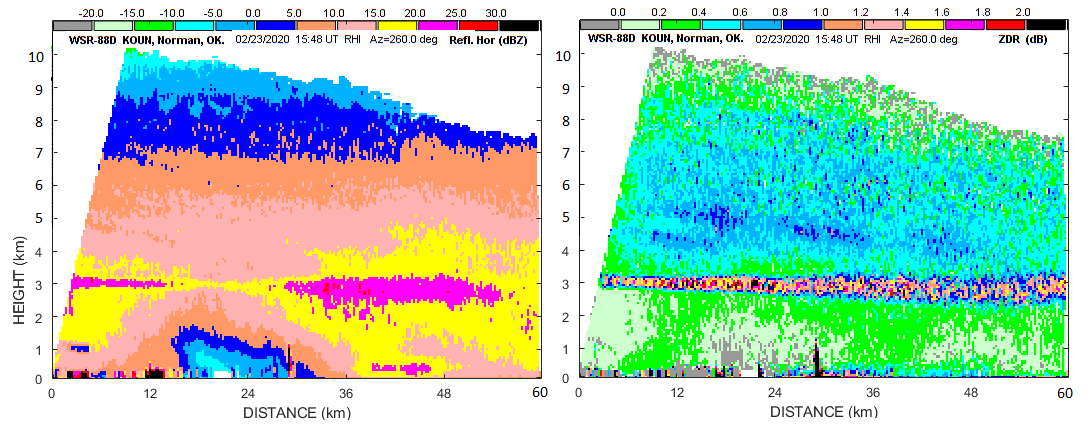 -20.0 -15.0 -10.0 -5.0 0.0 5.0 10.0 15.0 20.0 25.0 30.0
WSR-88D KOUN, Norman, OK. 02/23/2020 15:48 UT RHI Az=260.0 deg Refl. Hor (dBZ)
10
9
8
7
6
5
4
3
2
1
0
HEIGHT (km)
0 12 24 36 48 60
DISTANCE (km)
0.0 0.2 0.4 0.6 0.8 1.0 1.2 1.4 1.6 1.8 2.0
WSR-88D KOUN, Norman, OK. 02/23/2020 15:48 UT RHI Az=260.0 deg ZDR (dB)
10
9
8
7
6
5
4
3
2
1
0
0 12 24 36 48 60
DISTANCE (km)